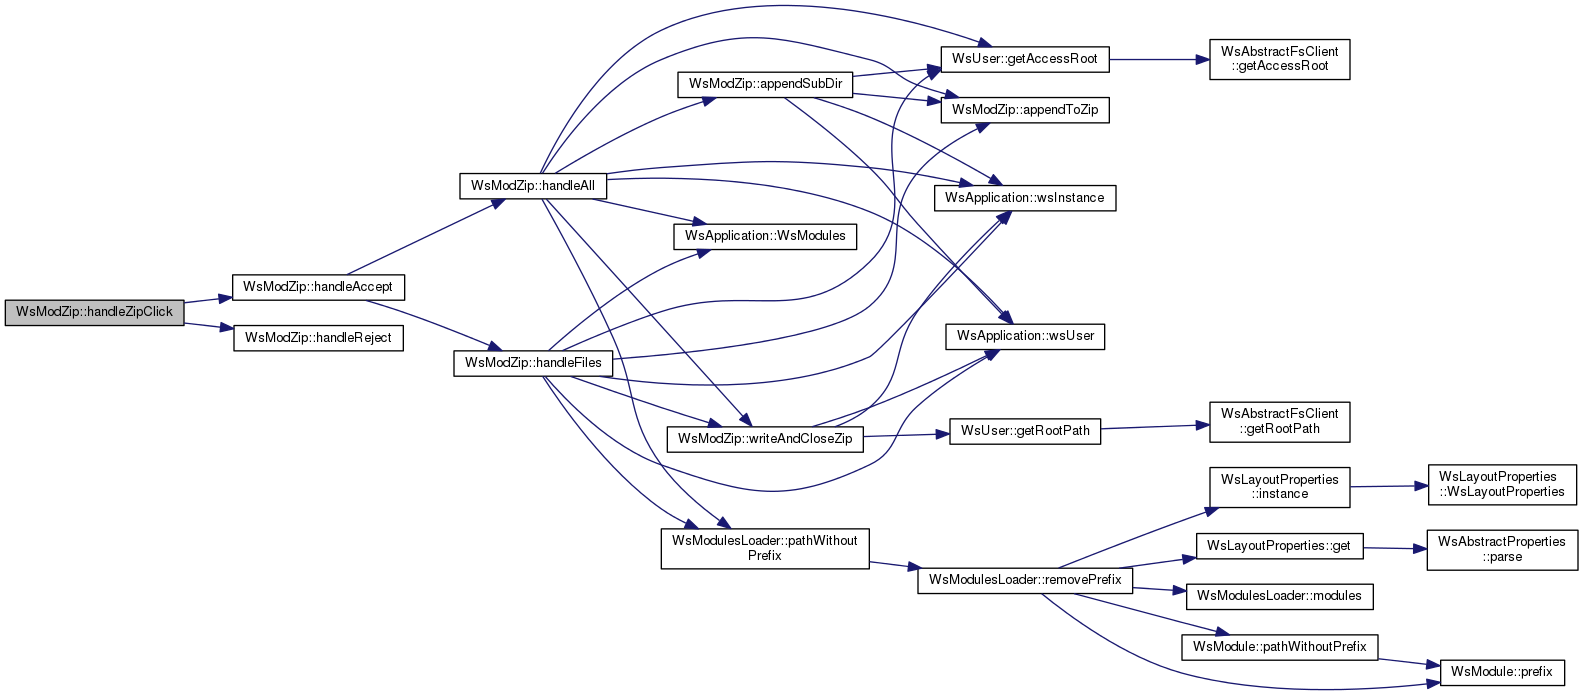 WsModZip::handleZipClick
WsModZip::handleAccept
WsModZip::handleReject
WsModZip::handleAll
WsModZip::handleFiles
WsModZip::appendSubDir
WsApplication::WsModules
WsModZip::writeAndCloseZip
WsModulesLoader::pathWithout
Prefix
WsUser::getAccessRoot
WsModZip::appendToZip
WsApplication::wsInstance
WsApplication::wsUser
WsUser::getRootPath
WsModulesLoader::removePrefix
WsAbstractFsClient
::getAccessRoot
WsAbstractFsClient
::getRootPath
WsLayoutProperties
::instance
WsLayoutProperties::get
WsModulesLoader::modules
WsModule::pathWithoutPrefix
WsLayoutProperties
::WsLayoutProperties
WsAbstractProperties
::parse
WsModule::prefix